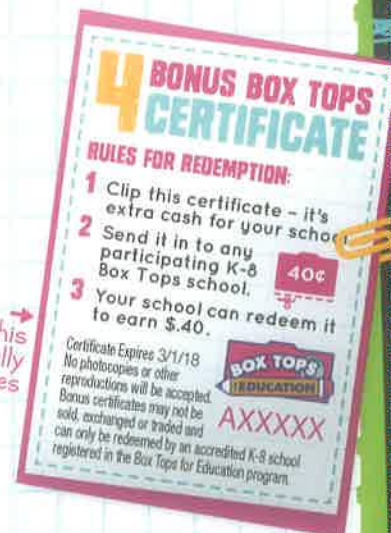 4 BONUS BOX TOPS
CERTIFICATE
RULES FOR REDEMPTION:
1 Clip this certificate – it's
extra cash for your school
2 Send it in to any
participating K-8
Box Tops school.
40¢
3 Your school can redeem it
to earn $.40.
Certificate Expires 3/1/18
No photocopies or other
reproductions will be accepted.
Bonus certificates may not be
sold, exchanged or traded and
can only be redeemed by an accredited K-8 school
registered in the Box Tops for Education program.
BOX TOPS
EDUCATION
AXXXXX